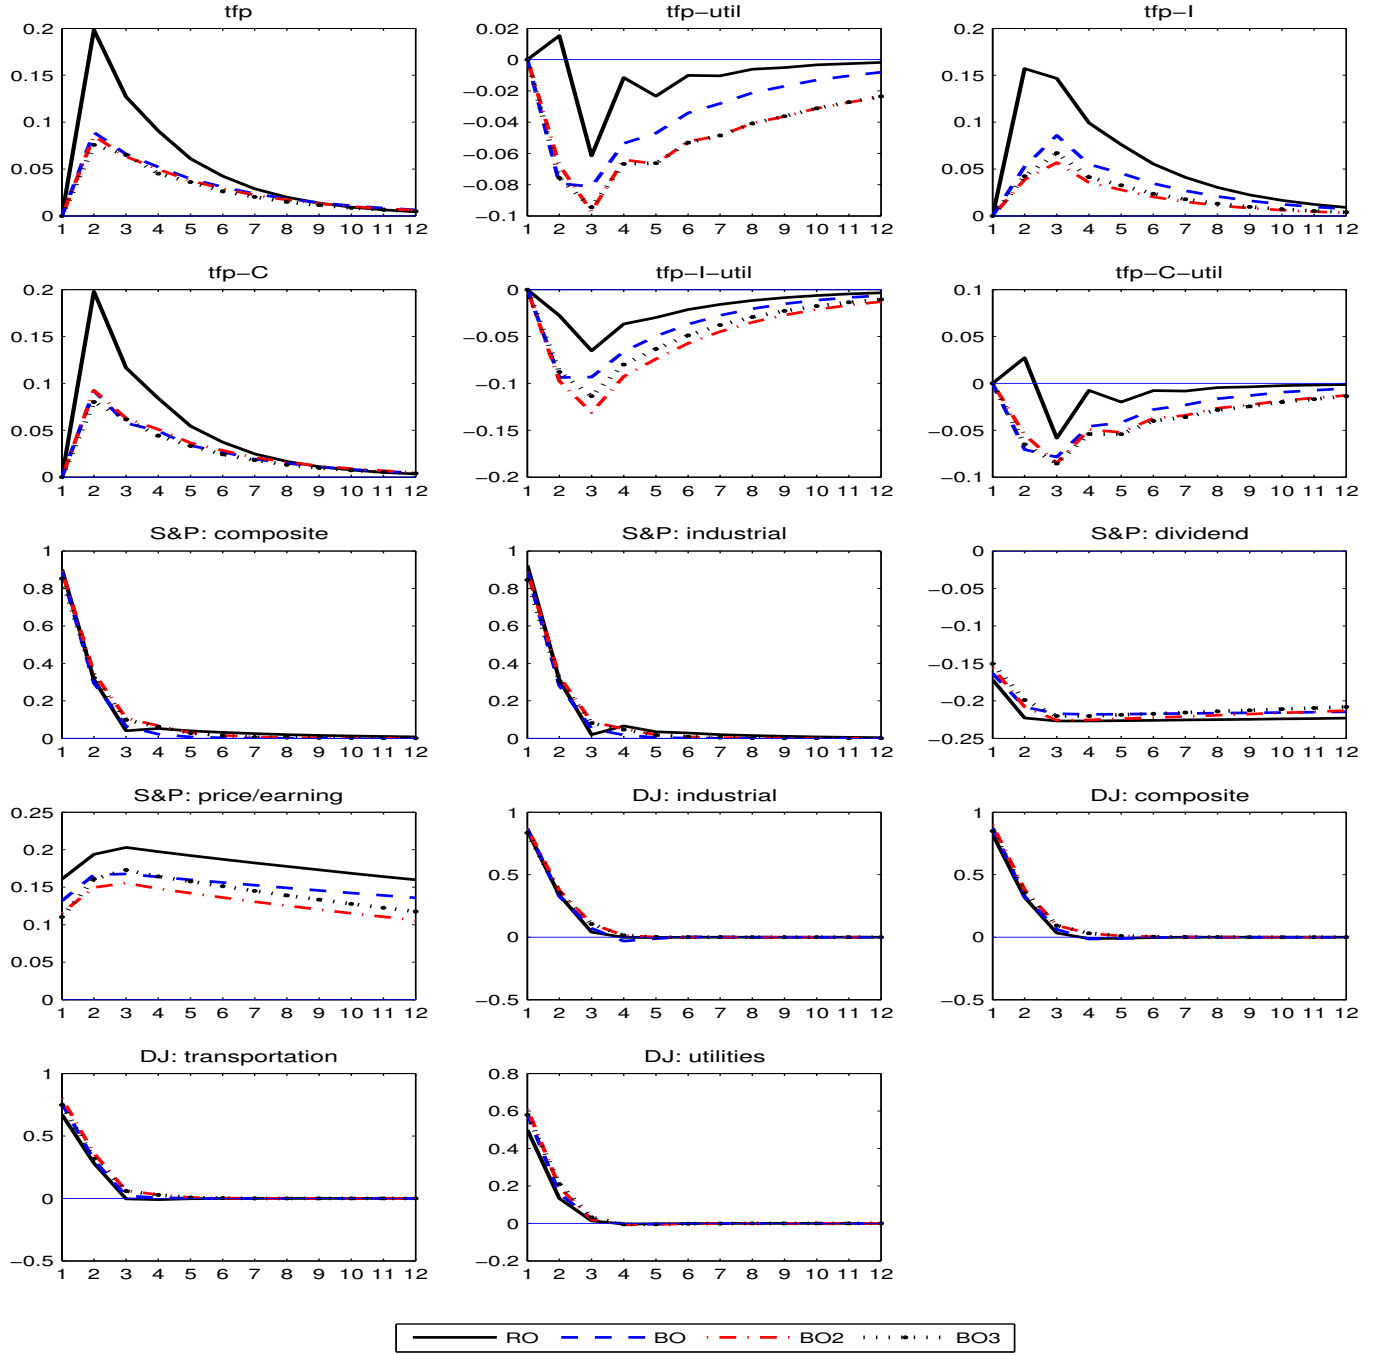 tfp
0.2
0.15
0.1
0.05
0
1 2 3 4 5 6 7 8 9 10 11 12
tfp−util
0.02
0
−0.02
−0.04
−0.06
−0.08
−0.1
1 2 3 4 5 6 7 8 9 10 11 12
tfp−I
0.2
0.15
0.1
0.05
0
1 2 3 4 5 6 7 8 9 10 11 12
tfp−C
0.2
0.15
0.1
0.05
0
1 2 3 4 5 6 7 8 9 10 11 12
tfp−I−util
0
−0.05
−0.1
−0.15
−0.2
1 2 3 4 5 6 7 8 9 10 11 12
tfp−C−util
0.1
0.05
0
−0.05
−0.1
1 2 3 4 5 6 7 8 9 10 11 12
S&P: composite
1
0.8
0.6
0.4
0.2
0
1 2 3 4 5 6 7 8 9 10 11 12
S&P: industrial
1
0.8
0.6
0.4
0.2
0
1 2 3 4 5 6 7 8 9 10 11 12
S&P: dividend
0
−0.05
−0.1
−0.15
−0.2
−0.25
1 2 3 4 5 6 7 8 9 10 11 12
S&P: price/earning
0.25
0.2
0.15
0.1
0.05
0
1 2 3 4 5 6 7 8 9 10 11 12
DJ: industrial
1
0.5
0
−0.5
1 2 3 4 5 6 7 8 9 10 11 12
DJ: composite
1
0.5
0
−0.5
1 2 3 4 5 6 7 8 9 10 11 12
DJ: transportation
1
0.5
0
−0.5
1 2 3 4 5 6 7 8 9 10 11 12
DJ: utilities
0.8
0.6
0.4
0.2
0
−0.2
1 2 3 4 5 6 7 8 9 10 11 12
RO BO BO2 BO3